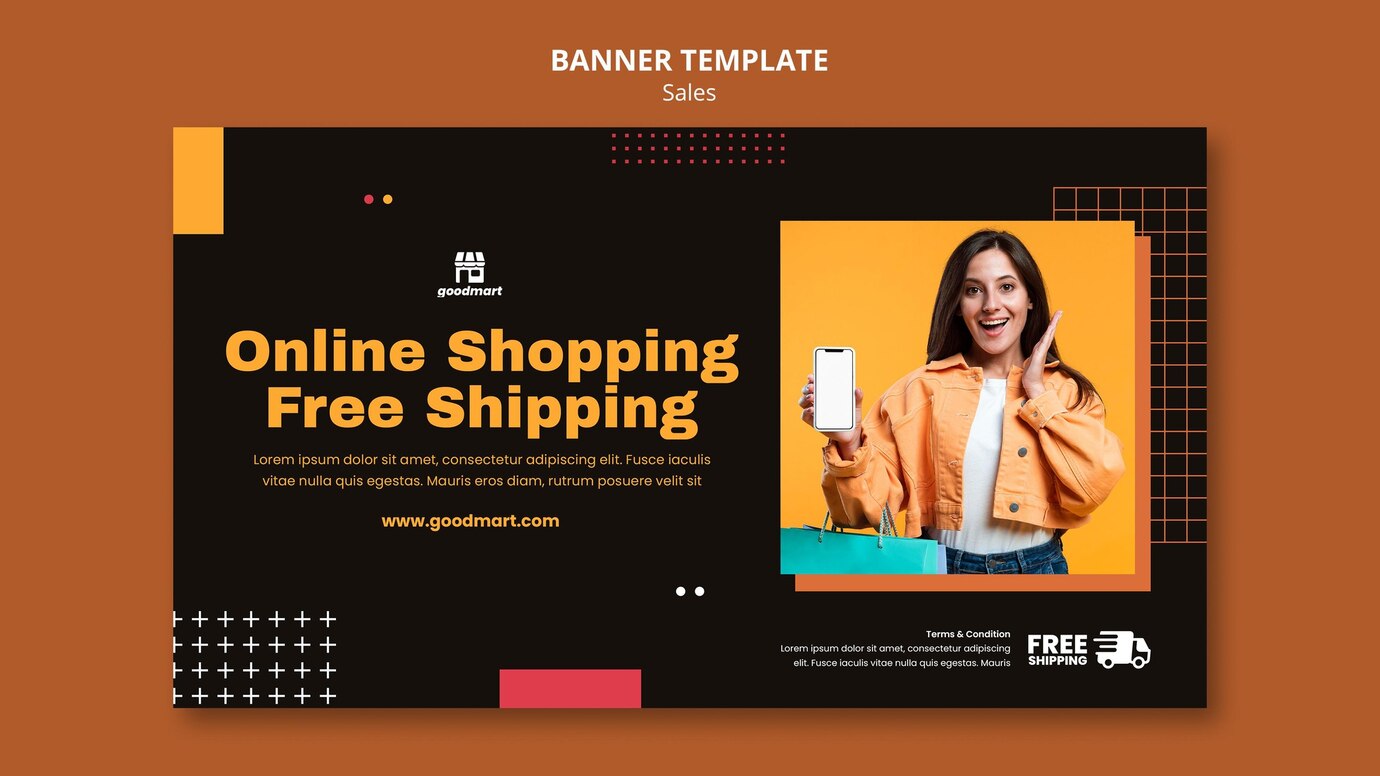 BANNER TEMPLATE
Sales
goodmart
Online Shopping
Free Shipping
Lorem ipsum dolor sit amet, consectetur adipiscing elit. Fusce iaculis
vitae nulla quis egestas. Mauris eros diam, rutrum posuere velit sit
www.goodmart.com
Terms & Condition
Lorem ipsum dolor sit amet, consectetur adipiscing
elit. Fusce iaculis vitae nulla quis egestas. Mauris
FREE
SHIPPING